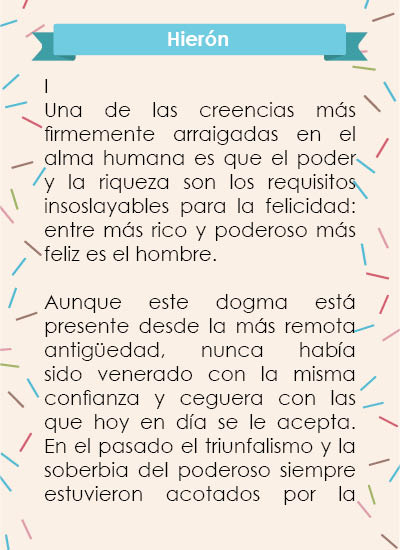 Hierón
I
Una de las creencias más
firmemente arraigadas en el
alma humana es que el poder
y la riqueza son los requisitos
insoslayables para la felicidad:
entre más rico y poderoso más
feliz es el hombre.
Aunque este dogma está
presente desde la más remota
antigüedad, nunca había
sido venerado con la misma
confianza y ceguera con las
que hoy en día se le acepta.
En el pasado el triunfalismo y la
soberbia del poderoso siempre
estuvieron acotados por la